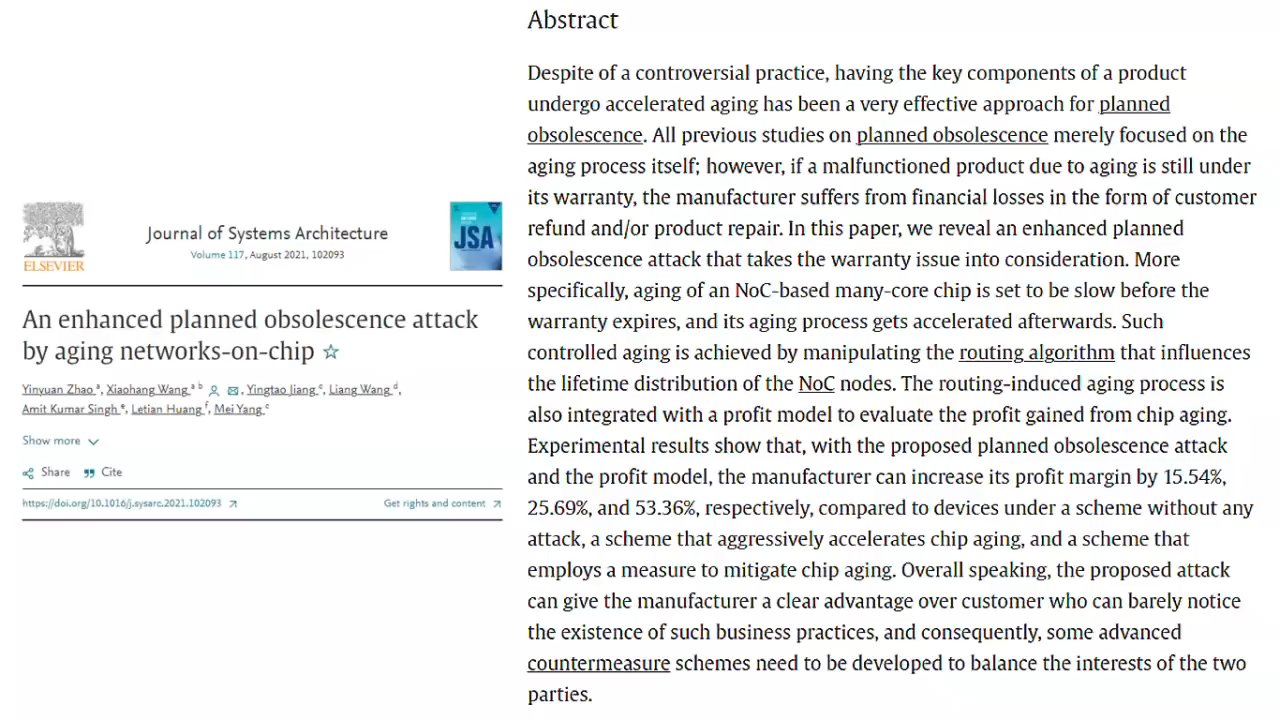 ELSEVIER
Journal of Systems Architecture
Volume 117, August 2021, 102093
JSA
An enhanced planned obsolescence attack
by aging networks-on-chip ☆
Yinyuan Zhao a, Xiaohang Wang a b, Yingtao Jiang c, Liang Wang d,
Amit Kumar Singh e, Letian Huang f, Mei Yang c
Show more
Share Cite
https://doi.org/10.1016/j.sysarc.2021.102093
Get rights and content
Abstract
Despite of a controversial practice, having the key components of a product
undergo accelerated aging has been a very effective approach for planned
obsolescence. All previous studies on planned obsolescence merely focused on the
aging process itself; however, if a malfunctioned product due to aging is still under
its warranty, the manufacturer suffers from financial losses in the form of customer
refund and/or product repair. In this paper, we reveal an enhanced planned
obsolescence attack that takes the warranty issue into consideration. More
specifically, aging of an NoC-based many-core chip is set to be slow before the
warranty expires, and its aging process gets accelerated afterwards. Such
controlled aging is achieved by manipulating the routing algorithm that influences
the lifetime distribution of the NoC nodes. The routing-induced aging process is
also integrated with a profit model to evaluate the profit gained from chip aging.
Experimental results show that, with the proposed planned obsolescence attack
and the profit model, the manufacturer can increase its profit margin by 15.54%,
25.69%, and 53.36%, respectively, compared to devices under a scheme without any
attack, a scheme that aggressively accelerates chip aging, and a scheme that
employs a measure to mitigate chip aging. Overall speaking, the proposed attack
can give the manufacturer a clear advantage over customer who can barely notice
the existence of such business practices, and consequently, some advanced
countermeasure schemes need to be developed to balance the interests of the two
parties.